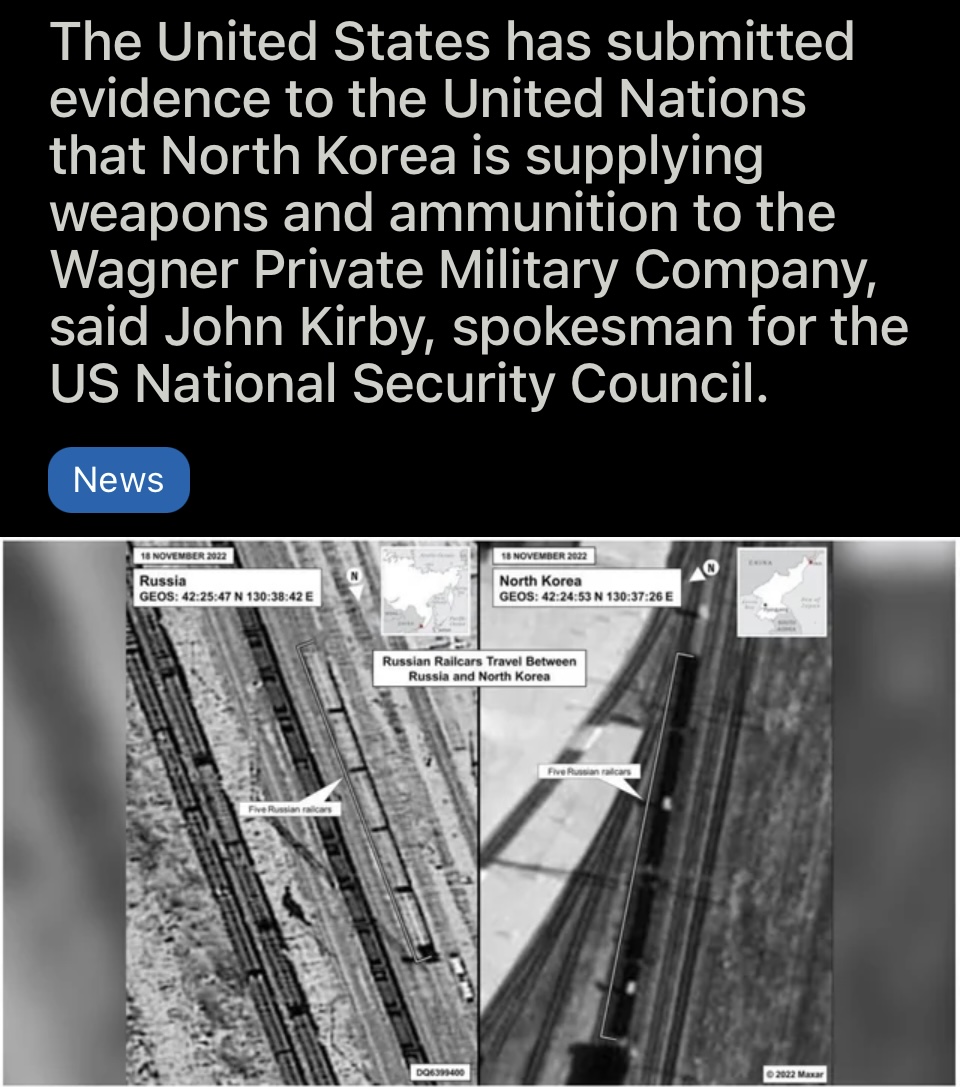 The United States has submitted
evidence to the United Nations
that North Korea is supplying
weapons and ammunition to the
Wagner Private Military Company,
said John Kirby, spokesman for the
US National Security Council.
News
18 NOVEMBER 2022
Russia
GEOS: 42:25:47 N 130:38:42 E
N
18 NOVEMBER 2022
North Korea
GEOS: 42:24:53 N 130:37:26 E
N
CHINA
Russian Railcars Travel Between
Russia and North Korea
Five Russian railcars
Five Russian railcars
DQ6399400
© 2022 Maxar